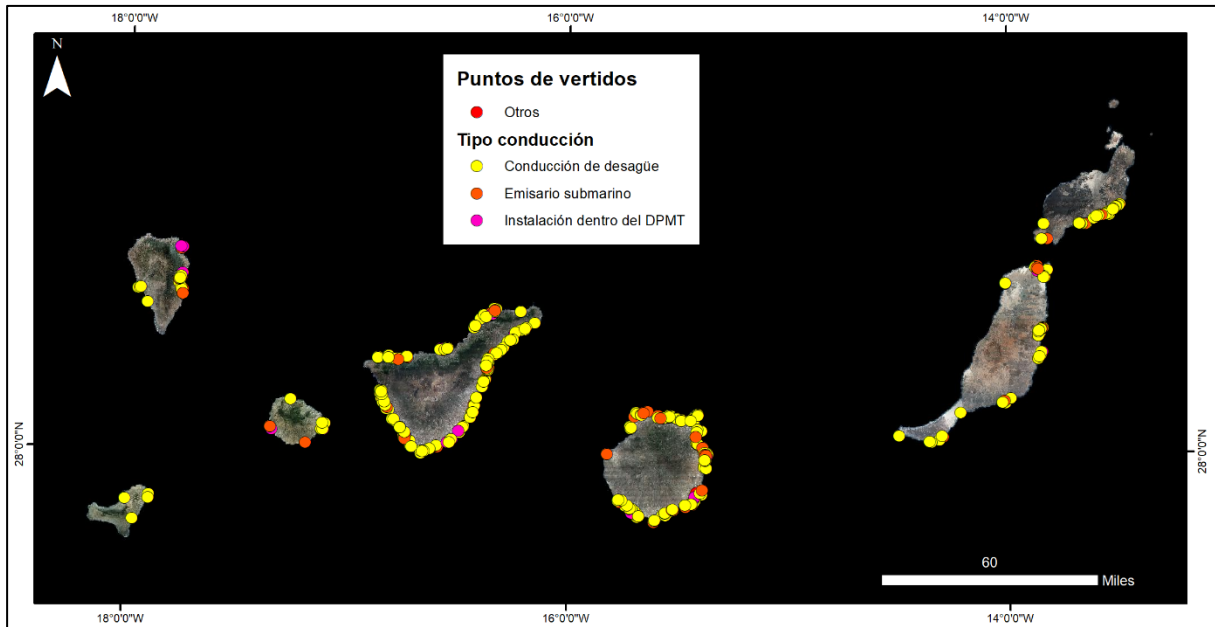 18°0'0"W 16°0'0"W 14°0'0"W
N
Puntos de vertidos
Otros
Tipo conducción
Conducción de desagüe
Emisario submarino
Instalación dentro del DPMT
28°0'0"N 28°0'0"N
60
Miles
18°0'0"W 16°0'0"W 14°0'0"W